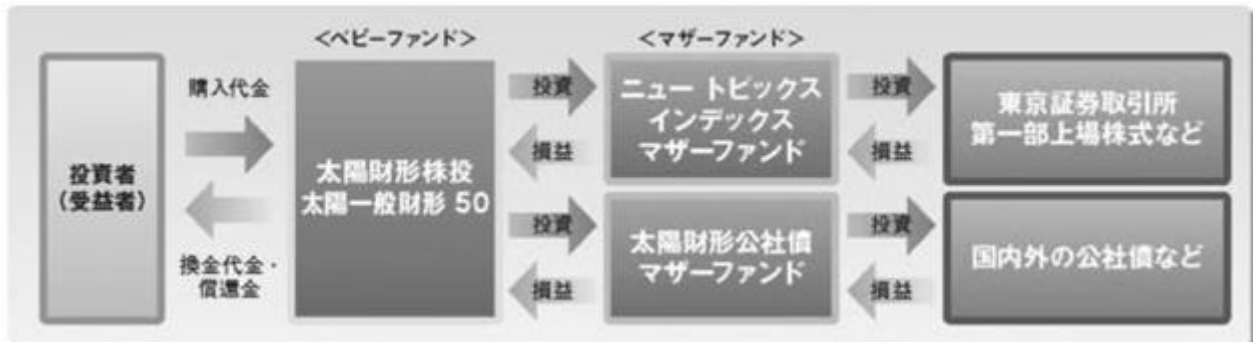 <ベビーファンド>
<マザーファンド>
投資者
(受益者)
購入代金
換金代金・
償還金
太陽財形株投
太陽一般財形 50
投資
損益
ニュー トピックス
インデックス
マザーファンド
投資
損益
東京証券取引所
第一部上場株式など
投資
損益
太陽財形公社債
マザーファンド
投資
損益
国内外の公社債など